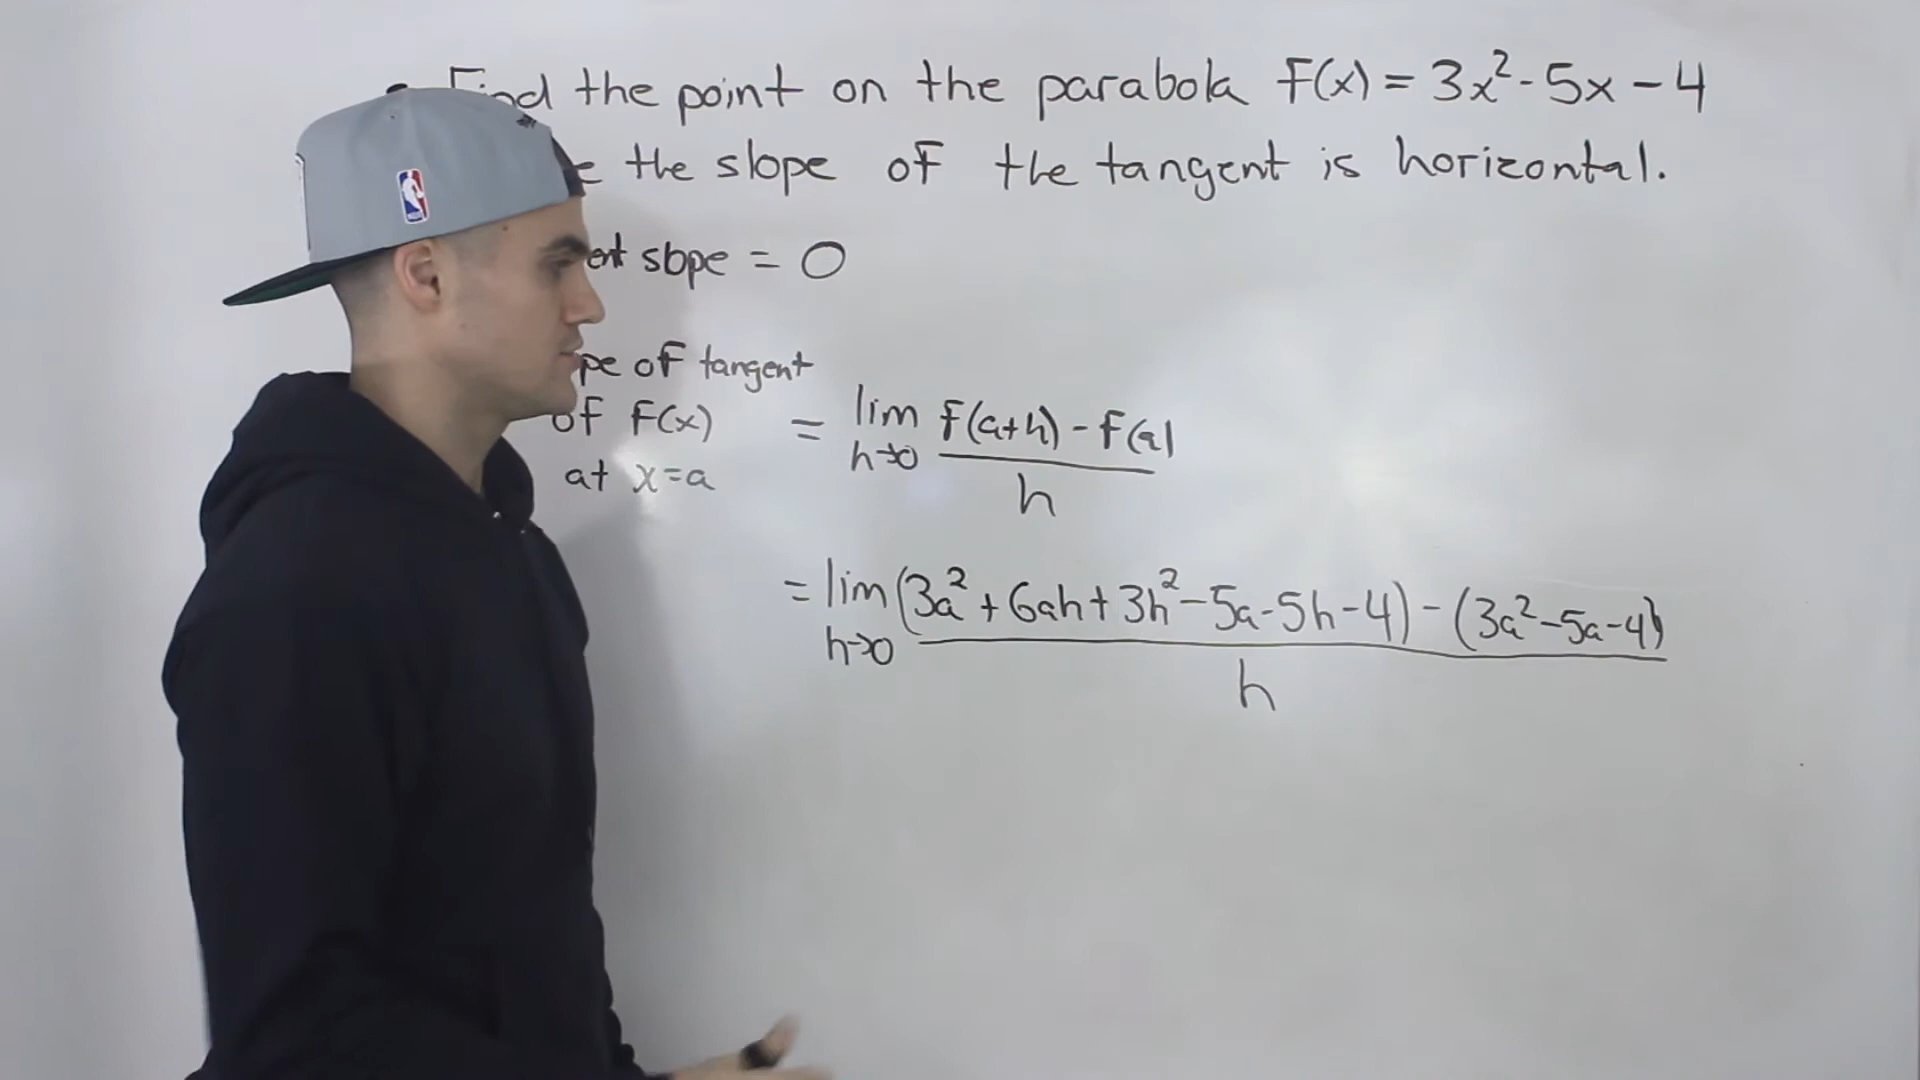 Find the point on the parabola F(x) = 3x² - 5x - 4
the slope of the tangent is horizontal.
slope = 0
of tangent
of F(x) = lim h→0 F(a+h) - F(a) / h
at x=a
= lim h→0 (3a² + 6ah + 3h² - 5a - 5h - 4) - (3a² - 5a - 4) / h